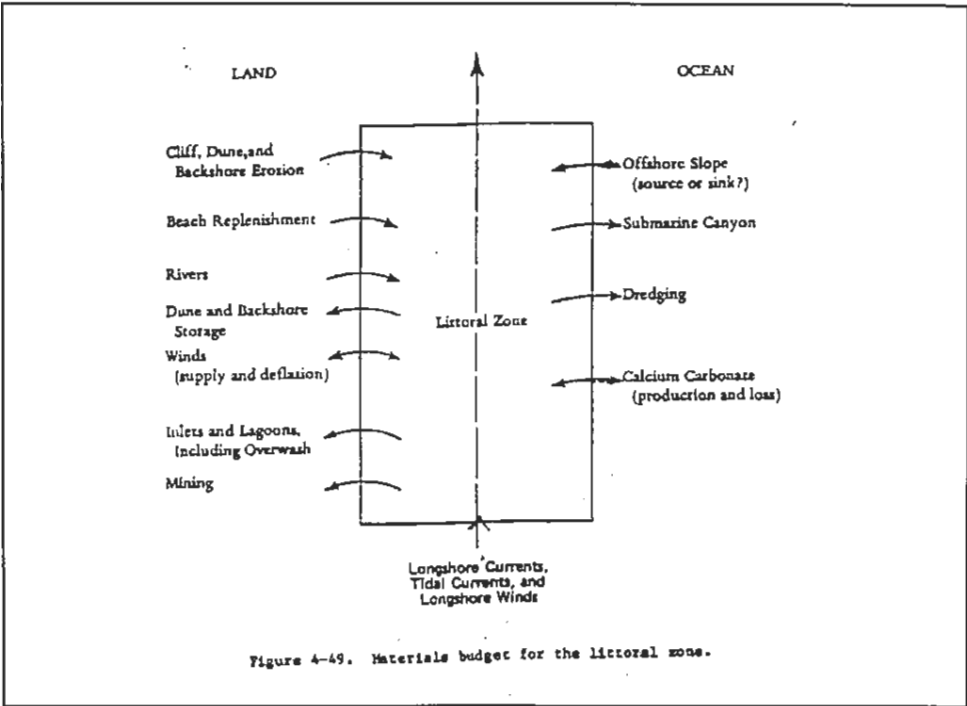 LAND
OCEAN
Cliff, Dune, and
Backshore Erosion
Beach Replenishment
Rivers
Dune and Backshore
Storage
Winds
(supply and deflation)
Inlets and Lagoons,
Including Overwash
Mining
Littoral Zone
Offshore Slope
(source or sink?)
Submarine Canyon
Dredging
Calcium Carbonate
(production and loss)
Longshore Currents,
Tidal Currents, and
Longshore Winds
Figure 4-49. Materials budget for the littoral zone.